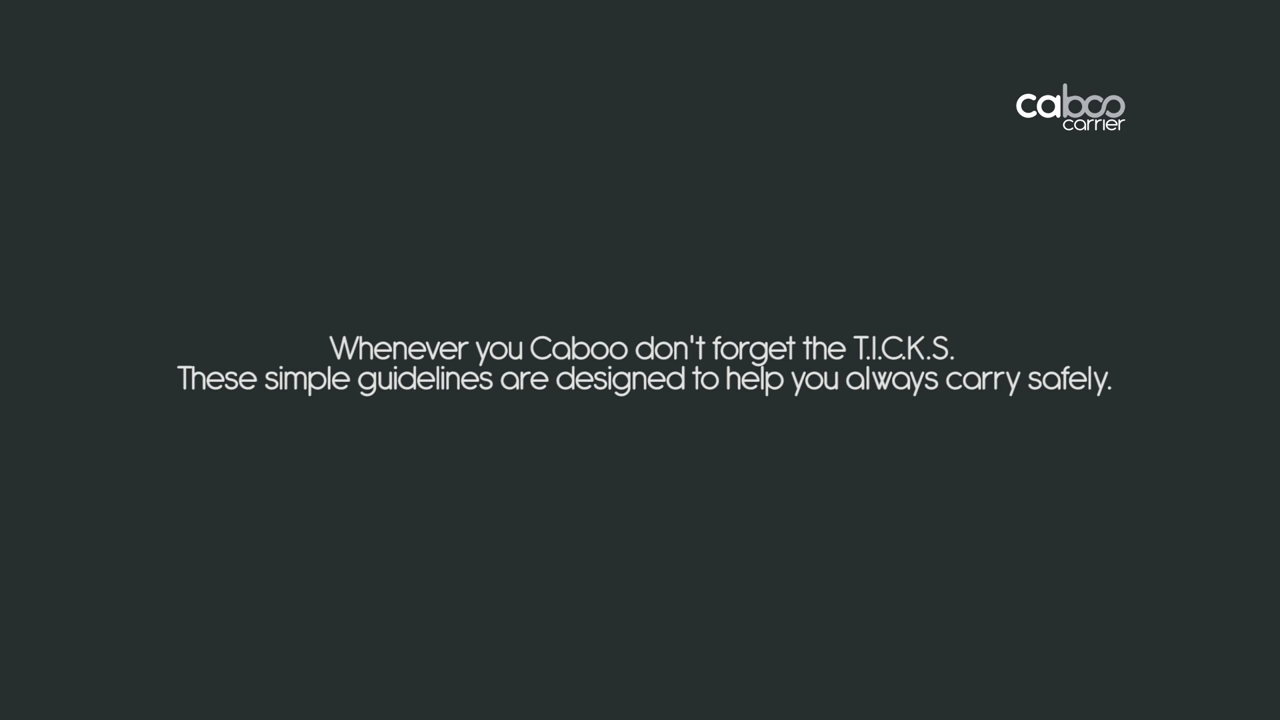 caboo
carrier
Whenever you Caboo don't forget the T.I.C.K.S.
These simple guidelines are designed to help you always carry safely.